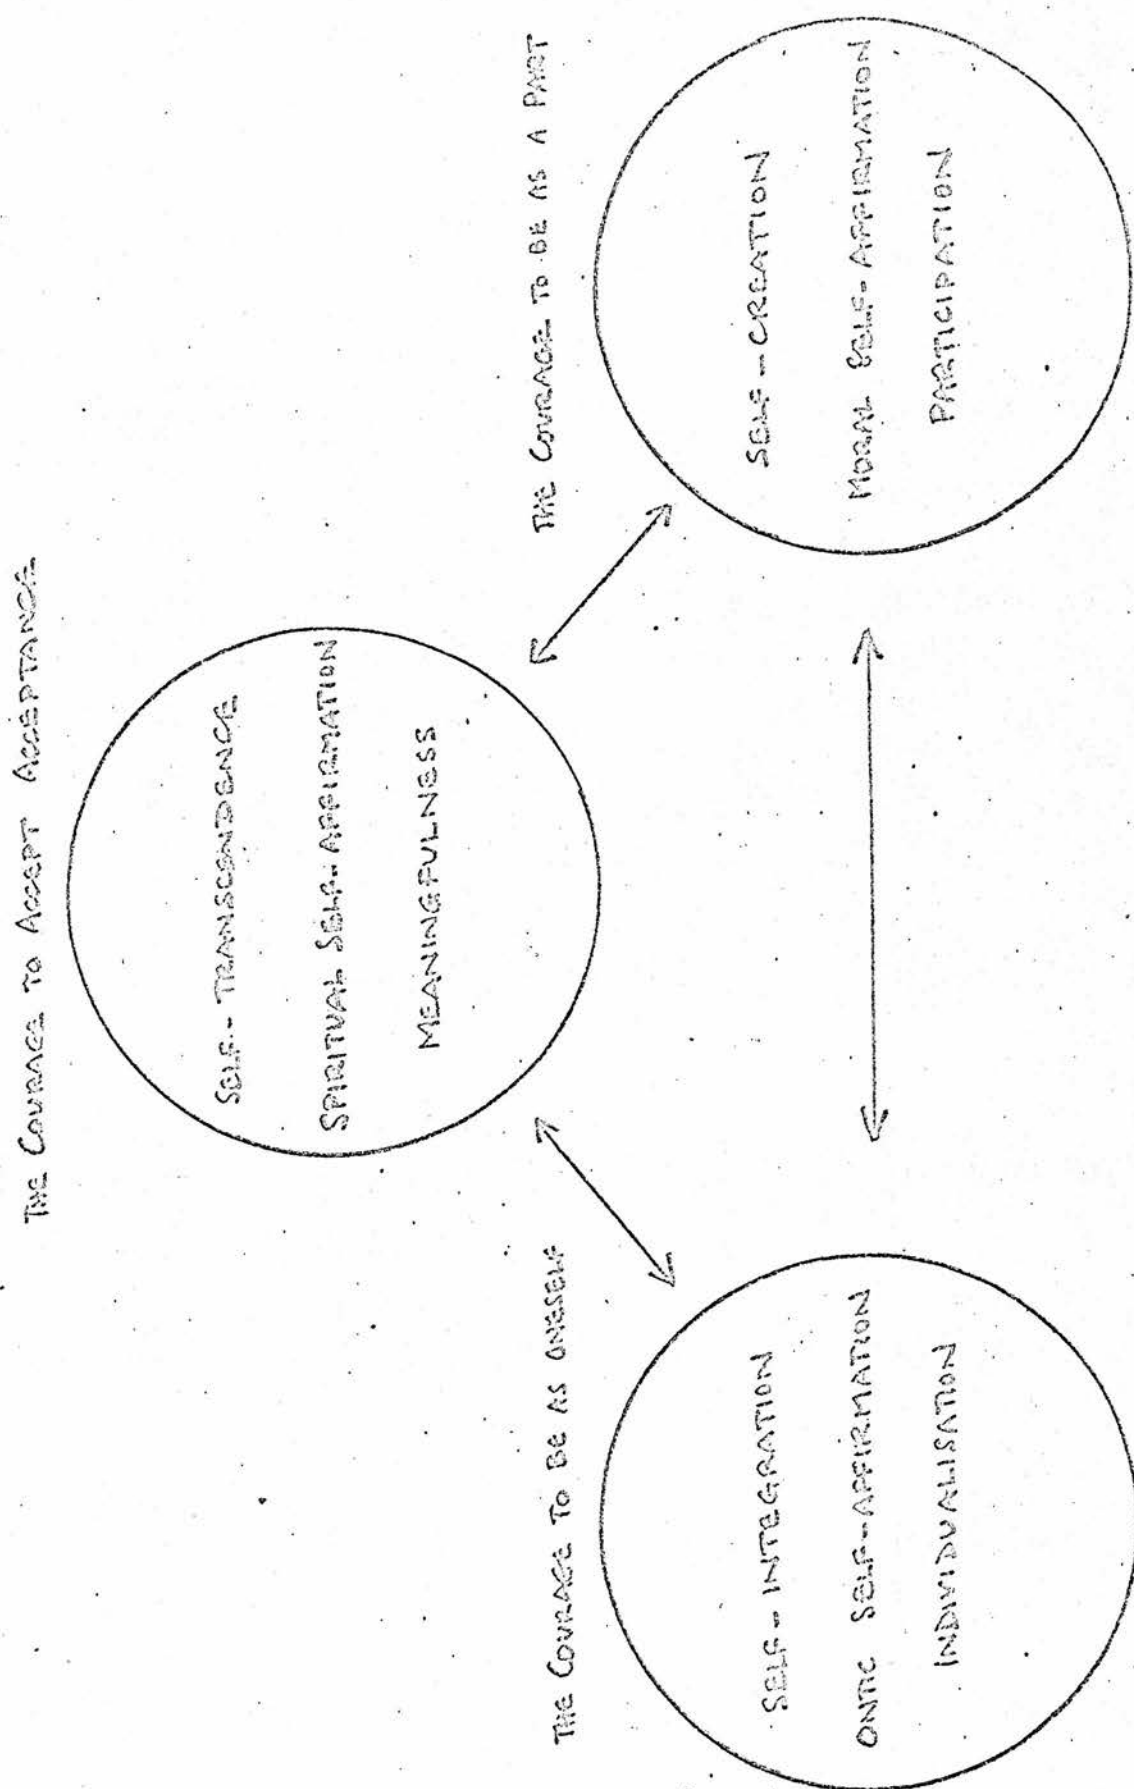 THE COURAGE TO ACCEPT ACCEPTANCE
SELF-TRANSCENDENCE
SPIRITUAL SELF-AFFIRMATION
MEANINGFULNESS
THE COURAGE TO BE AS ONESELF
SELF-INTEGRATION
ONTIC SELF-AFFIRMATION
INDIVIDUALISATION
THE COURAGE TO BE AS A PART
SELF-CREATION
MORAL SELF-AFFIRMATION
PARTICIPATION